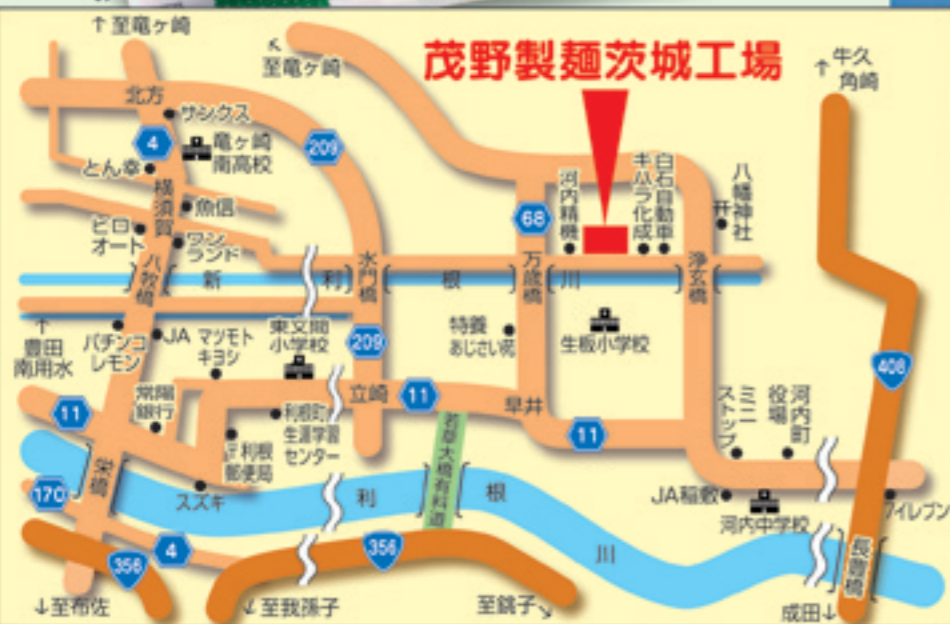 ↑至竜ヶ崎
至竜ヶ崎
茂野製麺茨城工場
↑牛久
角崎
北方
サンクス
4
竜ヶ崎
南高校
209
とん幸
横須賀
魚信
ビロ
オート
ワン
ランド
68
河内精機
キハラ化成
白石自動車
八幡神社
八枚橋
新
利
水門橋
根
万歳橋
川
浄玄橋
↑
豊田
南用水
パチンコ
レモン
JA
マツモト
キヨシ
東文間
小学校
209
特養
あじさい苑
生板小学校
408
11
常陽
銀行
立崎
11
早井
11
利根町
生涯学習
センター
〒利根
郵便局
若草大橋有料道
ミニ
ストップ
河内町
役場
栄橋
170
スズキ
利
根
川
JA稲敷
河内中学校
イレブン
長豊橋
356
4
356
↓至布佐
↓至我孫子
至銚子↘
成田↓